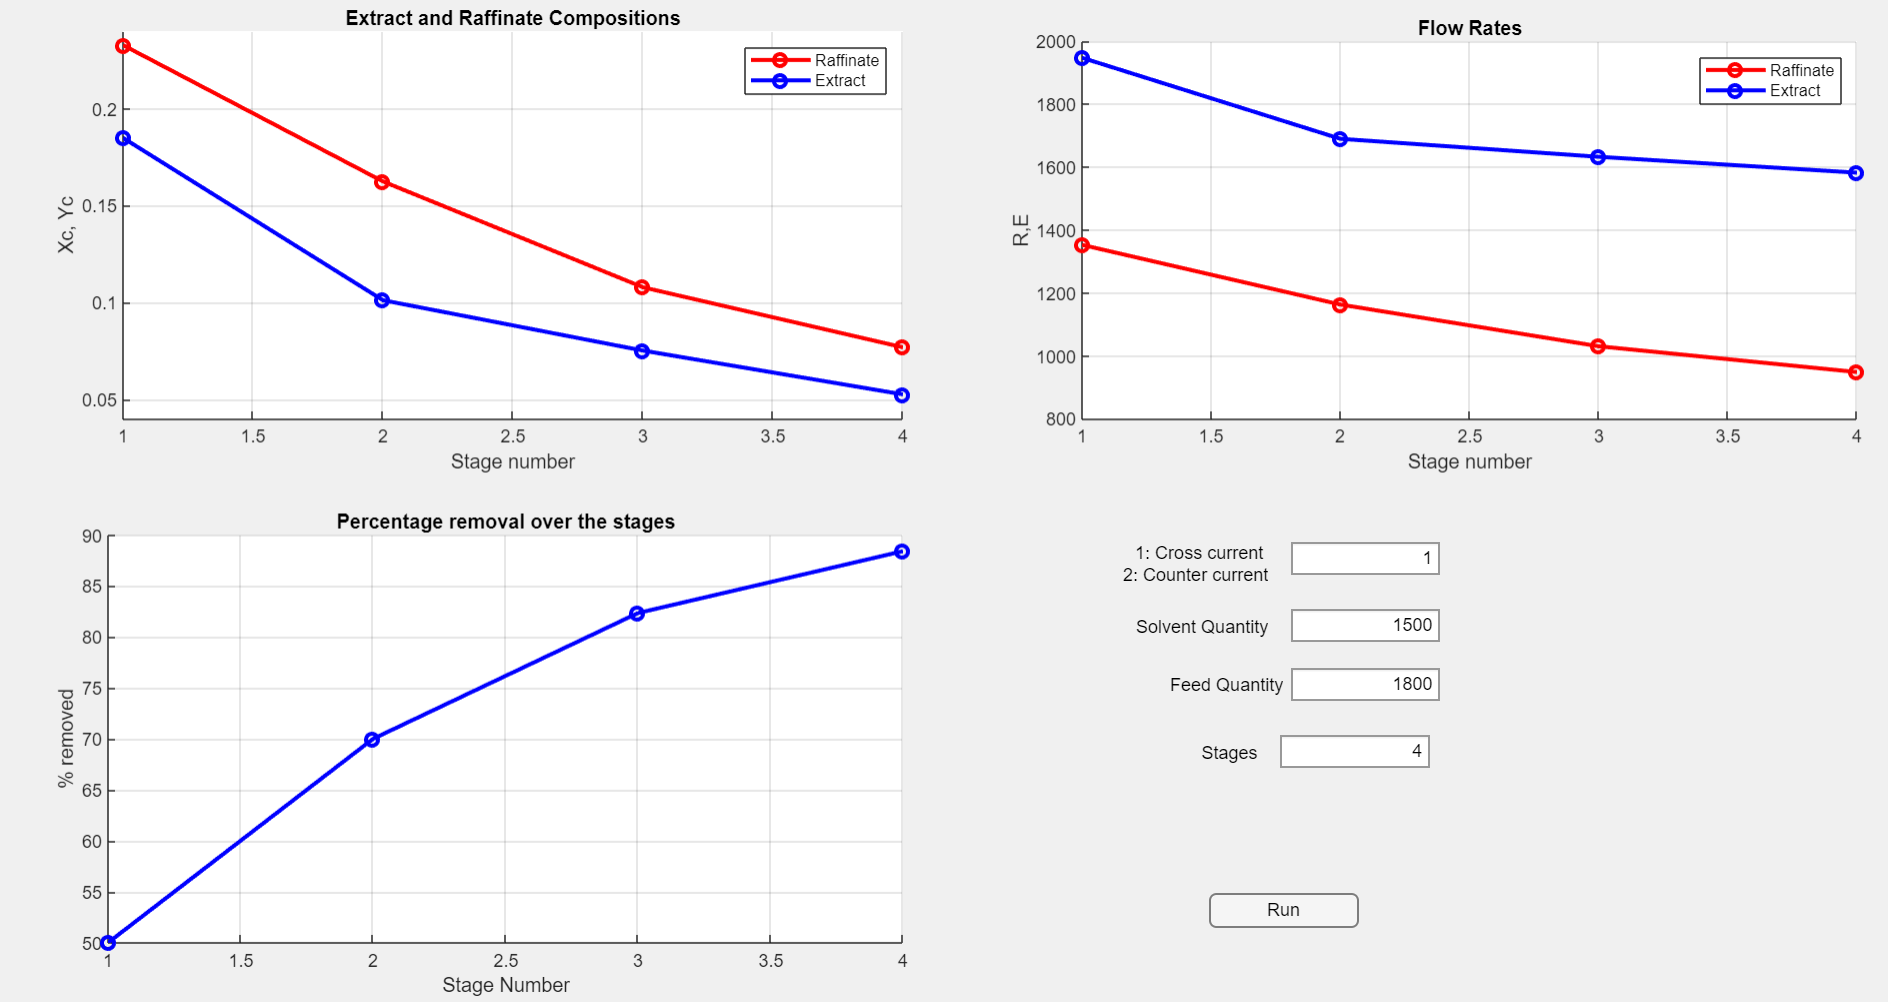 Extract and Raffinate Compositions
Raffinate
Extract
0.2
0.15
0.1
0.05
Xc, Yc
1 1.5 2 2.5 3 3.5 4
Stage number
Flow Rates
Raffinate
Extract
2000
1800
1600
1400
1200
1000
800
R,E
1 1.5 2 2.5 3 3.5 4
Stage number
Percentage removal over the stages
90
85
80
75
70
65
60
55
50
% removed
1 1.5 2 2.5 3 3.5 4
Stage Number
1: Cross current
2: Counter current
1
Solvent Quantity 1500
Feed Quantity 1800
Stages 4
Run